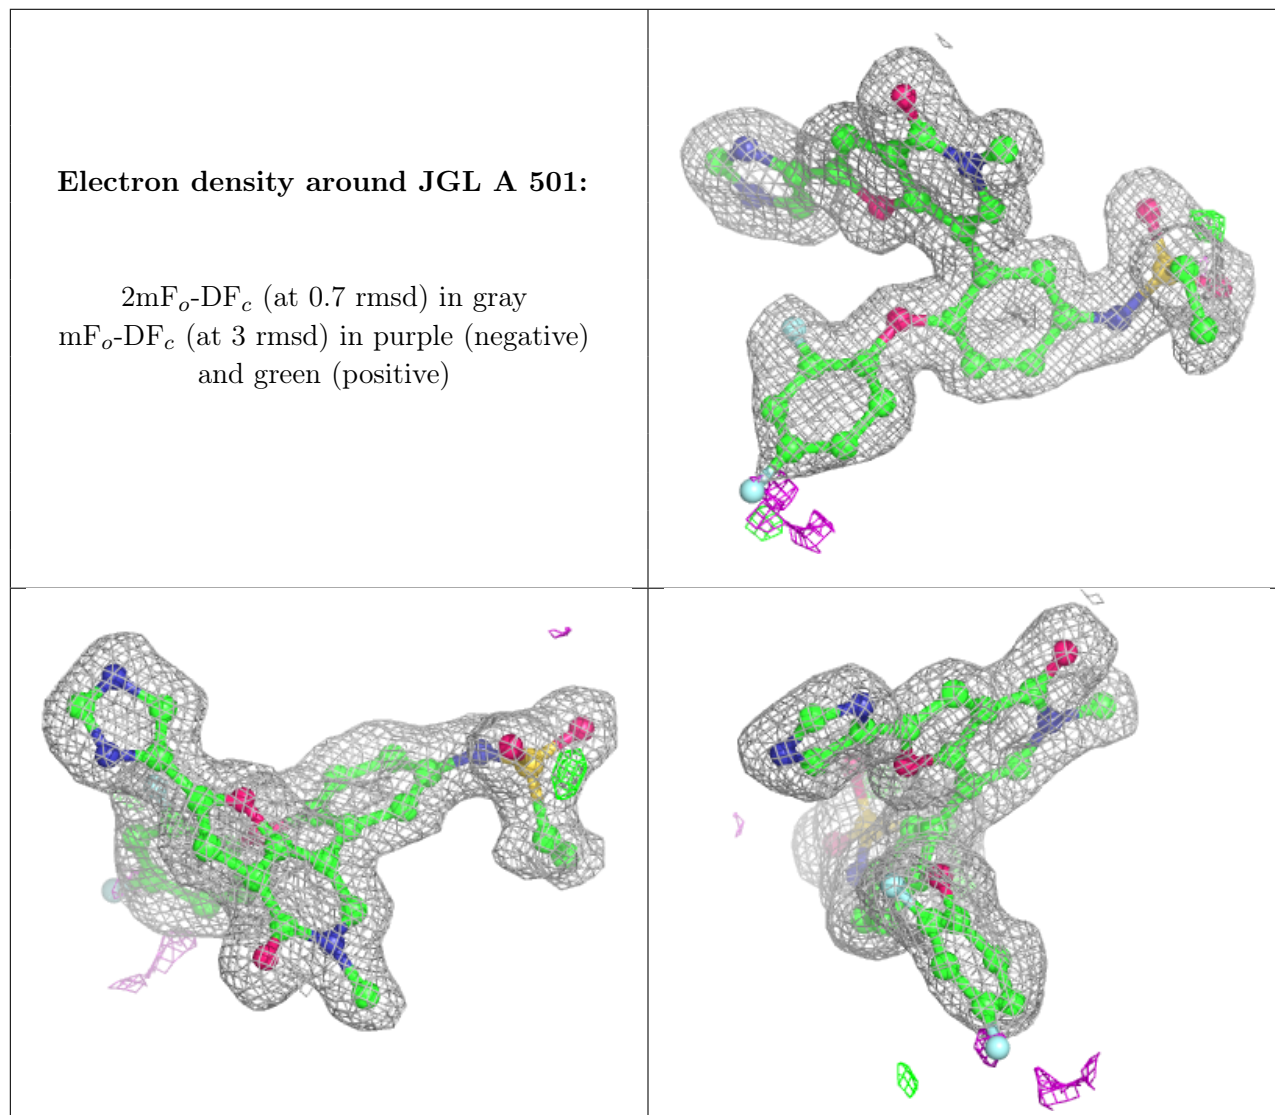 Electron density around JGL A 501:
2mFo-DFc (at 0.7 rmsd) in gray
mFo-DFc (at 3 rmsd) in purple (negative)
and green (positive)